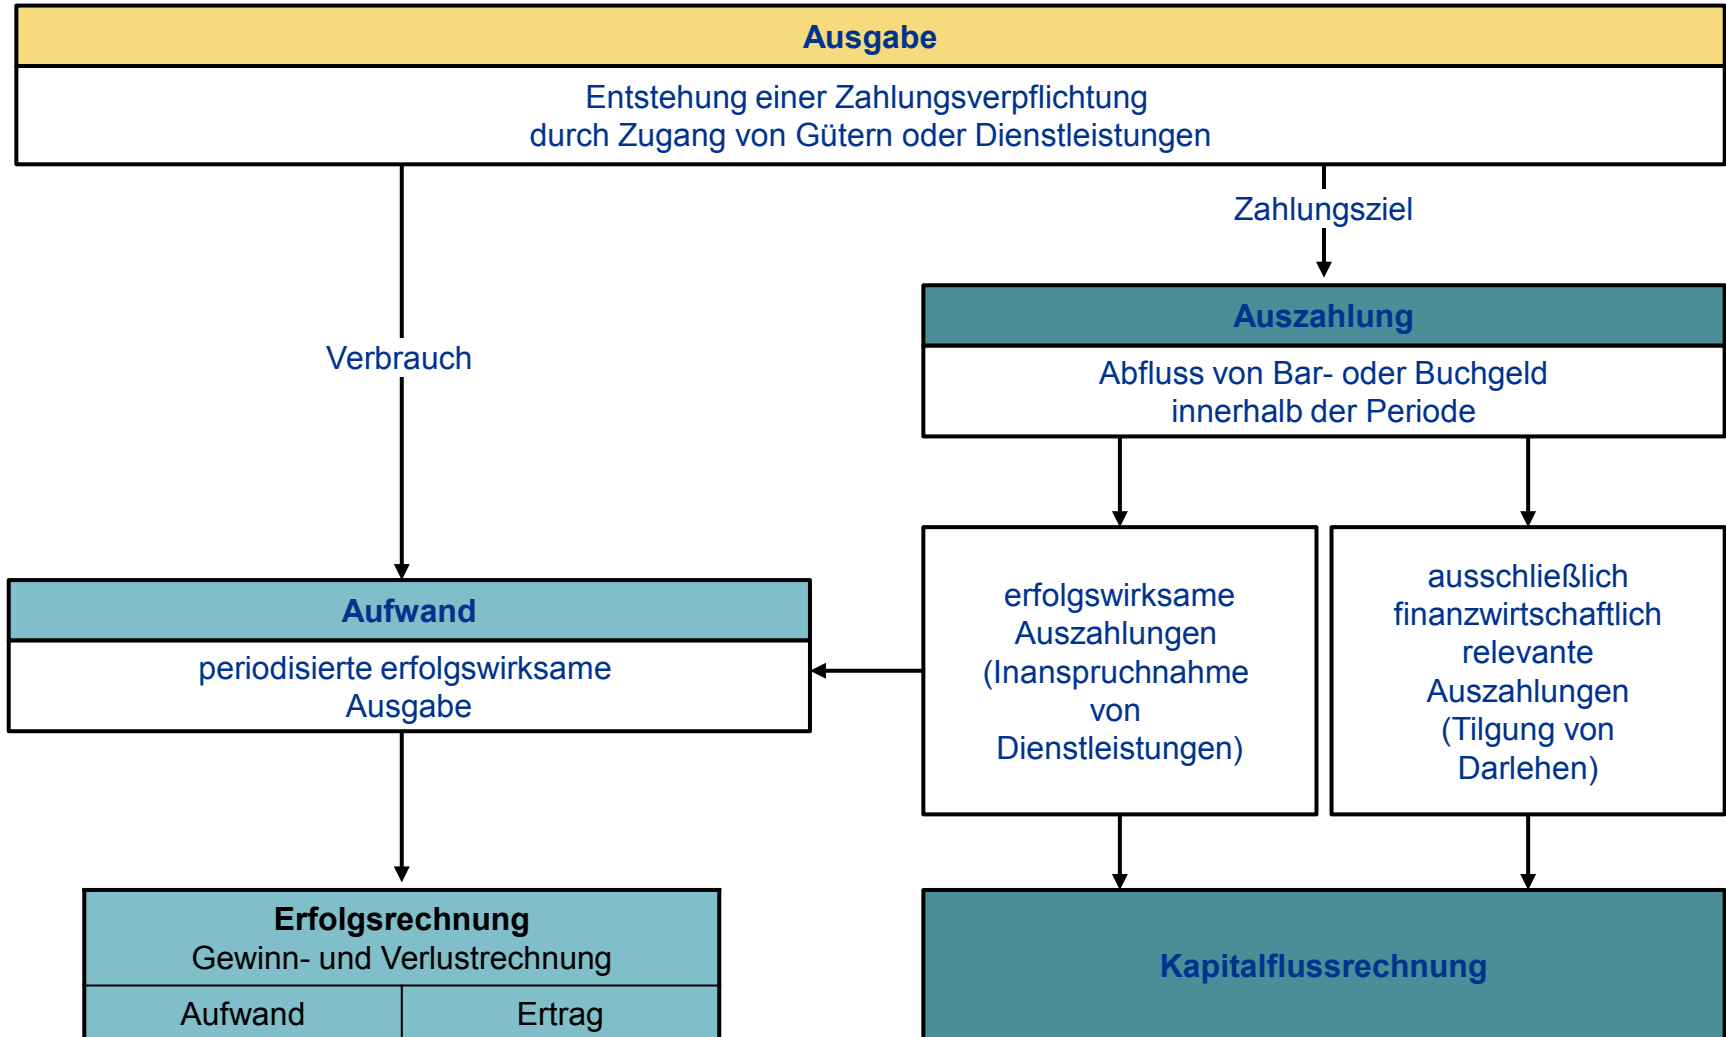 Ausgabe
Entstehung einer Zahlungsverpflichtung
durch Zugang von Gütern oder Dienstleistungen
Zahlungsziel
Verbrauch
Auszahlung
Abfluss von Bar- oder Buchgeld
innerhalb der Periode
Aufwand
periodisierte erfolgswirksame
Ausgabe
erfolgswirksame
Auszahlungen
(Inanspruchnahme
von
Dienstleistungen)
ausschließlich
finanzwirtschaftlich
relevante
Auszahlungen
(Tilgung von
Darlehen)
Erfolgsrechnung
Gewinn- und Verlustrechnung
Aufwand
Ertrag
Kapitalflussrechnung